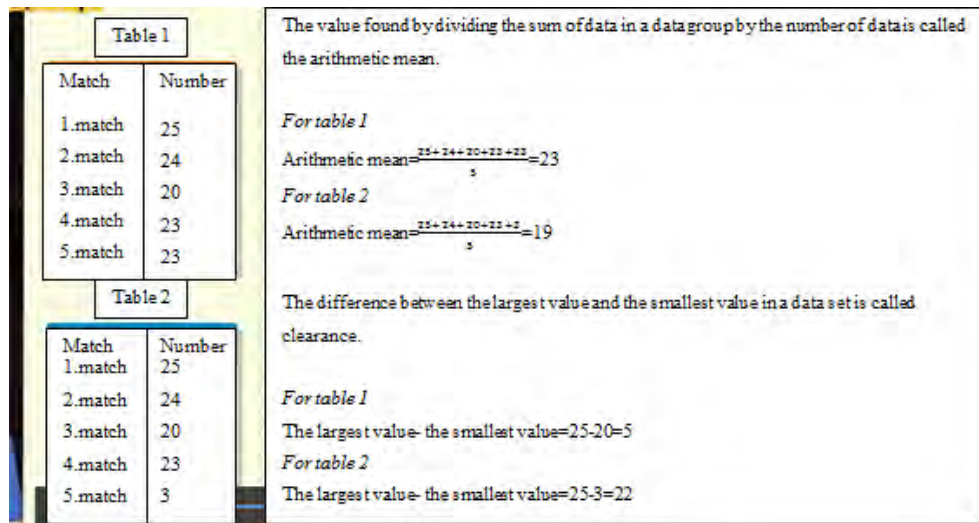 Table 1
Match Number
1.match 25
2.match 24
3.match 20
4.match 23
5.match 23
Table 2
Match Number
1.match 25
2.match 24
3.match 20
4.match 23
5.match 3
The value found by dividing the sum of data in a data group by the number of data is called
the arithmetic mean.
For table 1
Arithmetic mean=25+24+20+23+23/5=23
For table 2
Arithmetic mean=25+24+20+23+3/5=19
The difference between the largest value and the smallest value in a data set is called
clearance.
For table 1
The largest value- the smallest value=25-20=5
For table 2
The largest value- the smallest value=25-3=22